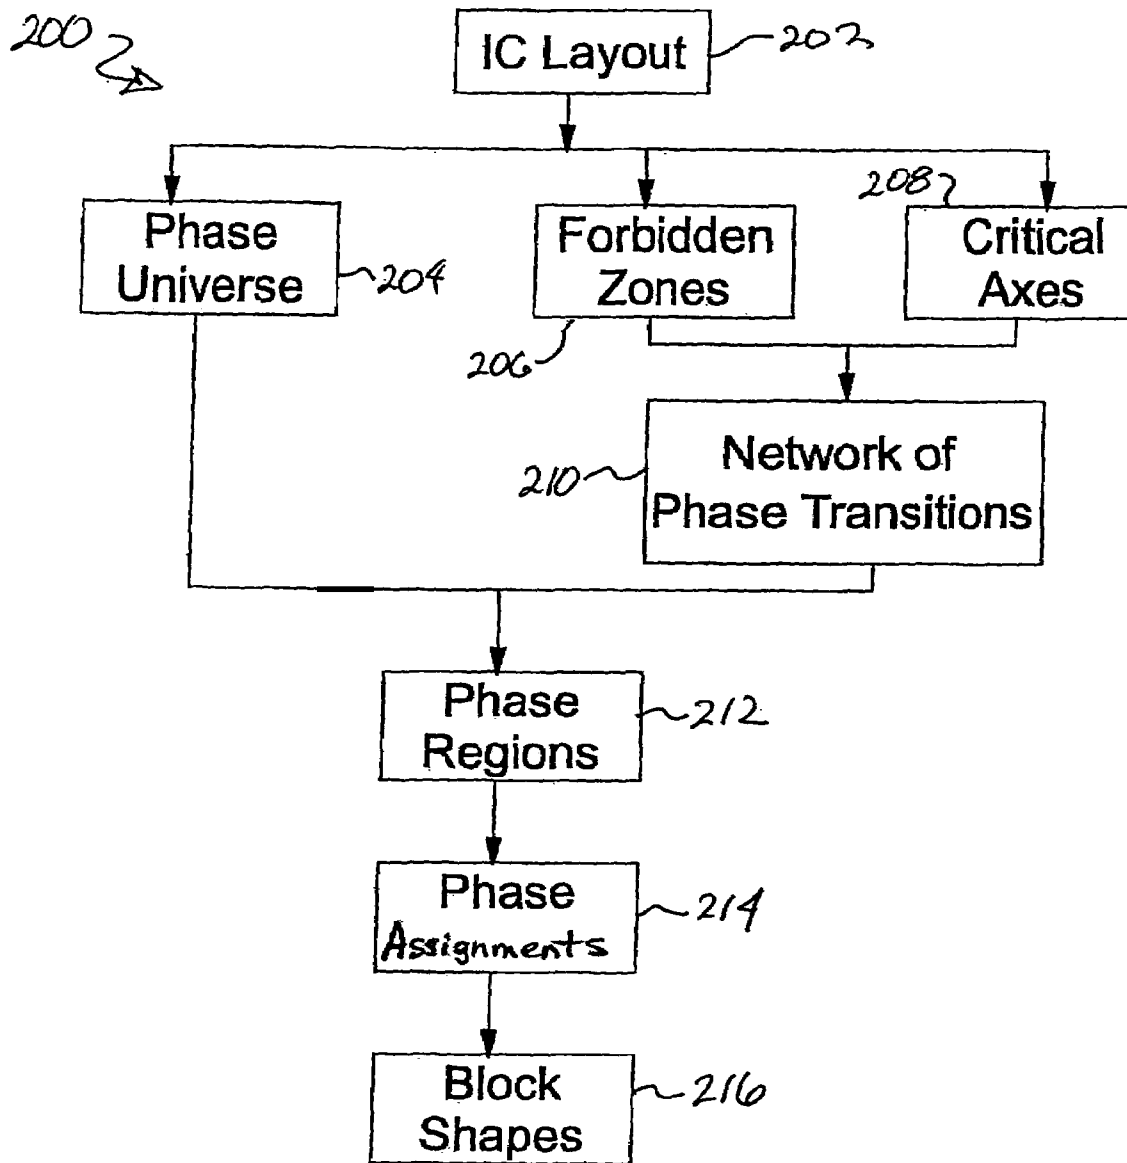 200
IC Layout
202
Phase
Universe
204
Forbidden
Zones
206
208
Critical
Axes
Network of
Phase Transitions
210
Phase
Regions
212
Phase
Assignments
214
Block
Shapes
216